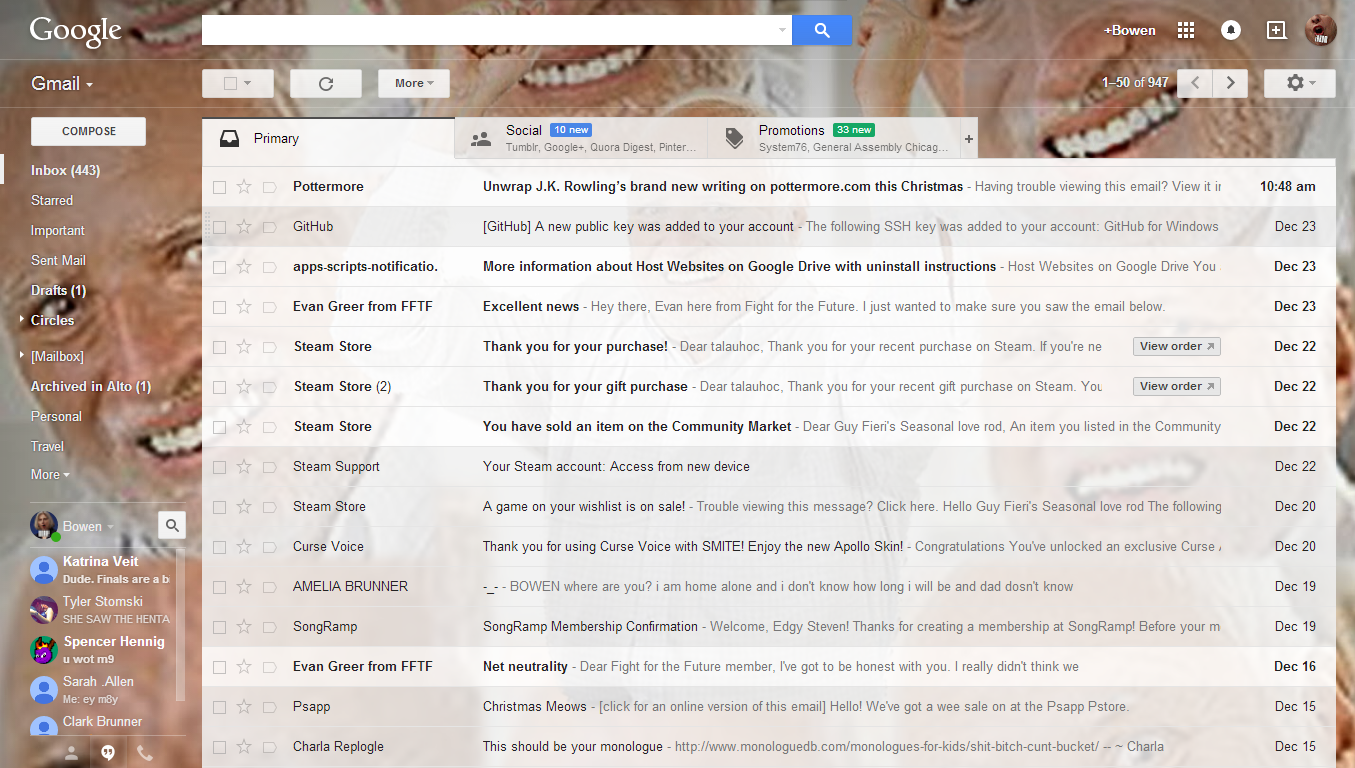 Google
+Bowen
Gmail
More
1–50 of 947
COMPOSE
Inbox (443)
Starred
Important
Sent Mail
Drafts (1)
Circles
[Mailbox]
Archived in Alto (1)
Personal
Travel
More
Bowen
Katrina Veit
Dude. Finals are a b
Tyler Stomski
SHE SAW THE HENTA
Spencer Hennig
u wot m9
Sarah .Allen
Me: ey m8y
Clark Brunner
Primary
Social 10 new
Tumblr, Google+, Quora Digest, Pinter...
Promotions 33 new
System76, General Assembly Chicag...
+
Pottermore Unwrap J.K. Rowling's brand new writing on pottermore.com this Christmas - Having trouble viewing this email? View it in 10:48 am
GitHub [GitHub] A new public key was added to your account - The following SSH key was added to your account: GitHub for Windows Dec 23
apps-scripts-notificatio. More information about Host Websites on Google Drive with uninstall instructions - Host Websites on Google Drive You Dec 23
Evan Greer from FFTF Excellent news - Hey there, Evan here from Fight for the Future. I just wanted to make sure you saw the email below. Dec 23
Steam Store Thank you for your purchase! - Dear talauhoc, Thank you for your recent purchase on Steam. If you're ne View order Dec 22
Steam Store (2) Thank you for your gift purchase - Dear talauhoc, Thank you for your recent gift purchase on Steam. You View order Dec 22
Steam Store You have sold an item on the Community Market - Dear Guy Fieri's Seasonal love rod, An item you listed in the Community Dec 22
Steam Support Your Steam account: Access from new device Dec 22
Steam Store A game on your wishlist is on sale! - Trouble viewing this message? Click here. Hello Guy Fieri's Seasonal love rod The following Dec 20
Curse Voice Thank you for using Curse Voice with SMITE! Enjoy the new Apollo Skin! - Congratulations You've unlocked an exclusive Curse Dec 20
AMELIA BRUNNER -_- - BOWEN where are you? i am home alone and i don't know how long i will be and dad dosn't know Dec 19
SongRamp SongRamp Membership Confirmation - Welcome, Edgy Steven! Thanks for creating a membership at SongRamp! Before your m Dec 19
Evan Greer from FFTF Net neutrality - Dear Fight for the Future member, I've got to be honest with you. I really didn't think we Dec 16
Psapp Christmas Meows - [click for an online version of this email] Hello! We've got a wee sale on at the Psapp Pstore. Dec 15
Charla Replogle This should be your monologue - http://www.monologuedb.com/monologues-for-kids/shit-bitch-cunt-bucket/ -- ~ Charla Dec 15